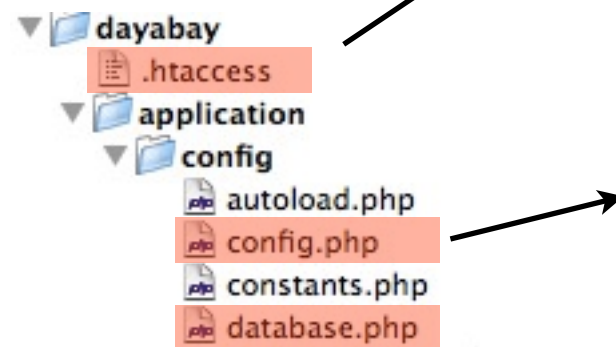 dayabay
.htaccess
application
config
autoload.php
config.php
constants.php
database.php